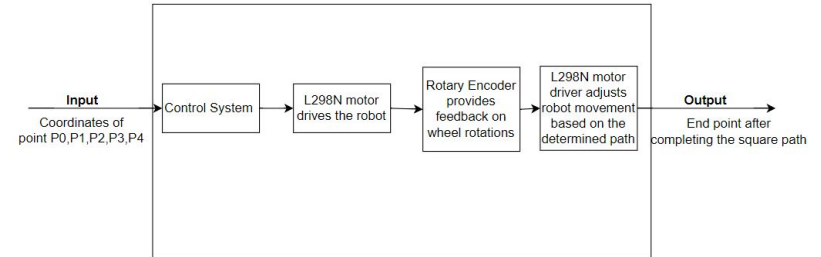 Input
Coordinates of
point P0,P1,P2,P3,P4
Control System
L298N motor
drives the robot
Rotary Encoder
provides
feedback on
wheel rotations
L298N motor
driver adjusts
robot movement
based on the
determined path
Output
End point after
completing the square path